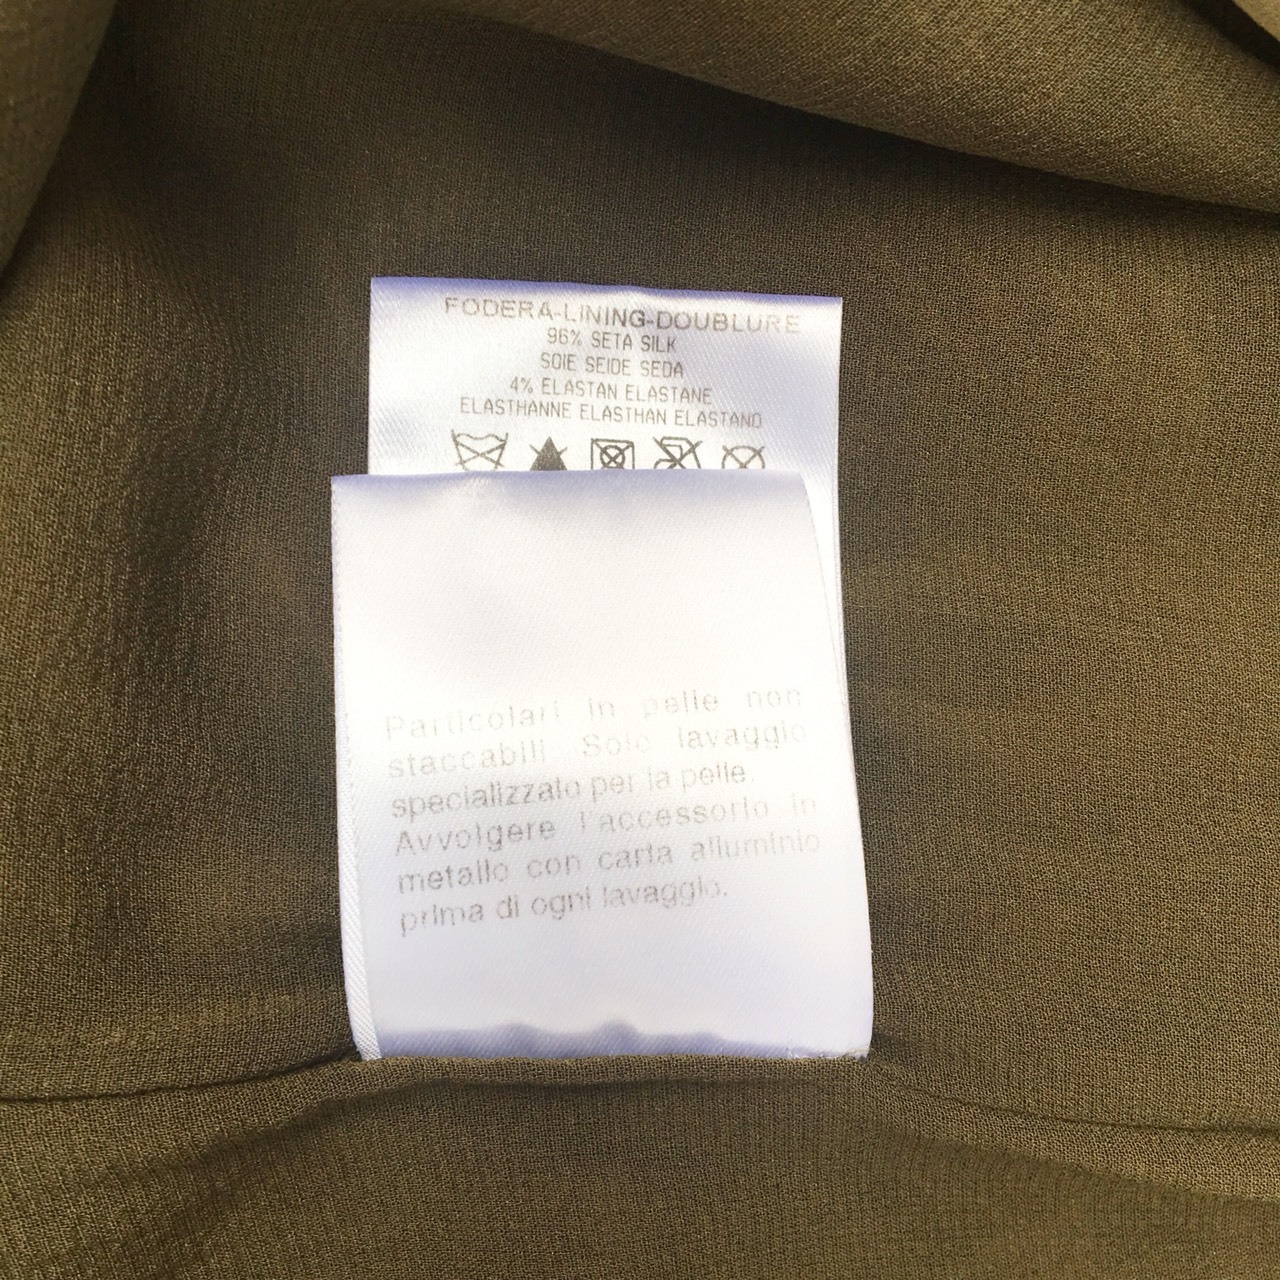 FODERA-LINING-DOUBLURE
96% SETA SILK
SOIE SEIDE SEDA
4% ELASTAN ELASTANE
ELASTHANNE ELASTHAN ELASTANO
Particolari in pelle non
staccabili Solo lavaggio
specializzato per la pelle.
Avvolgere l'accessorio in
metallo con carta alluminio
prima di ogni lavaggio.